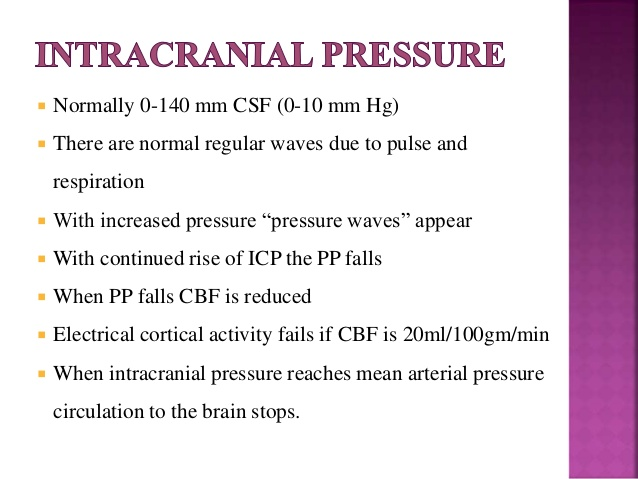 INTRACRANIAL PRESSURE
Normally 0-140 mm CSF (0-10 mm Hg)
There are normal regular waves due to pulse and
respiration
With increased pressure “pressure waves” appear
With continued rise of ICP the PP falls
When PP falls CBF is reduced
Electrical cortical activity fails if CBF is 20ml/100gm/min
When intracranial pressure reaches mean arterial pressure
circulation to the brain stops.